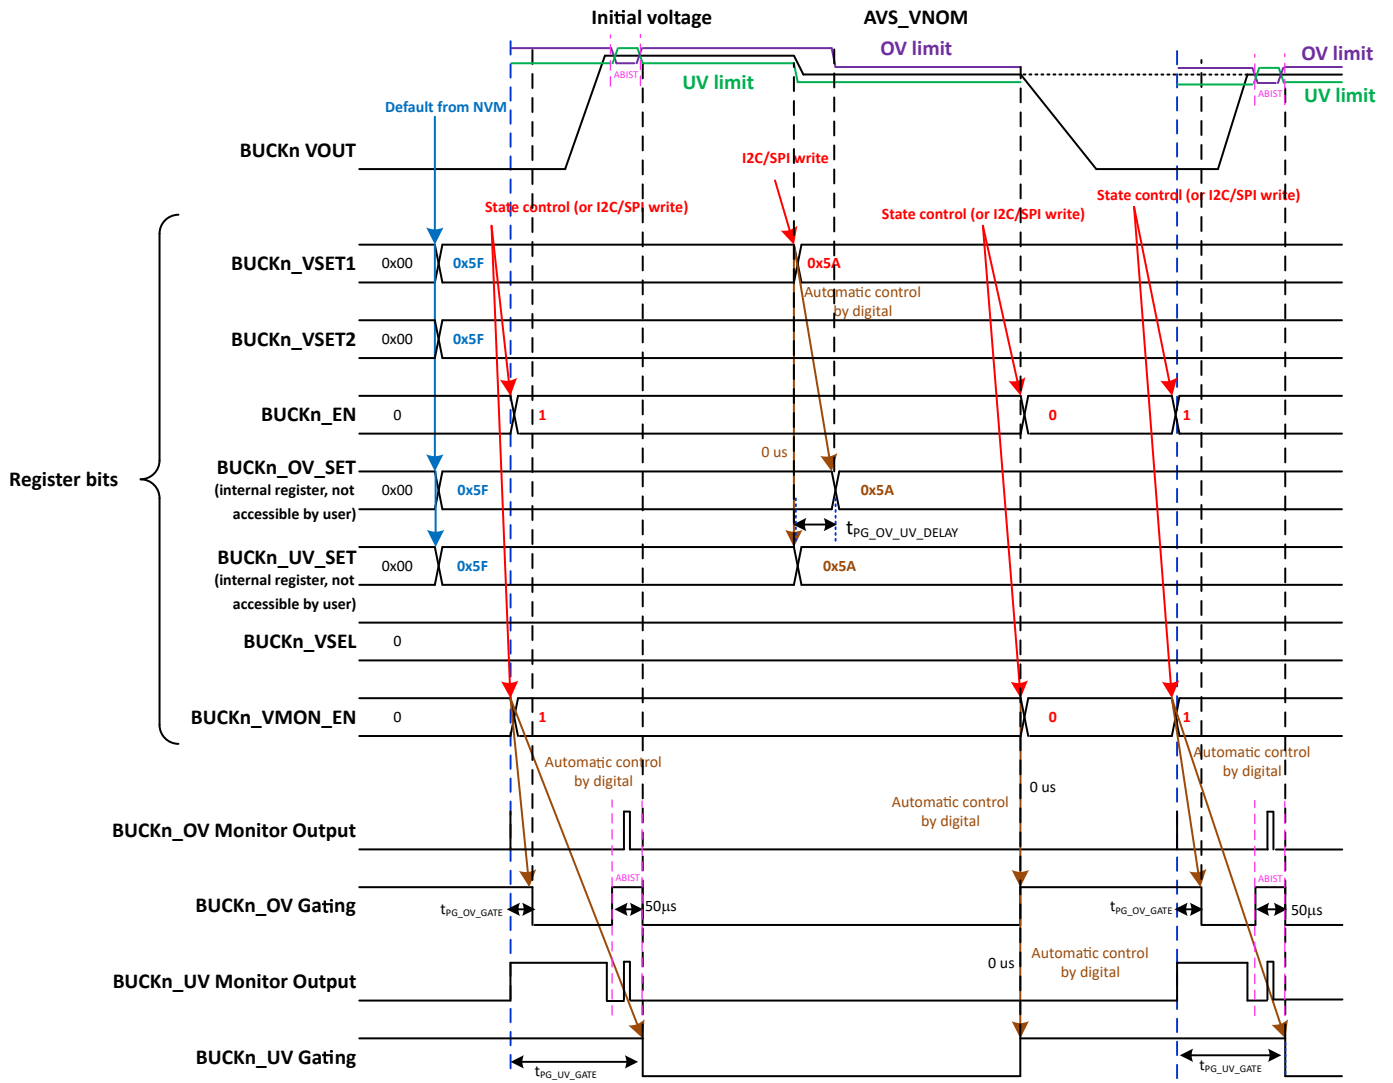 Initial voltage
AVS_VNOM
OV limit
OV limit
ABIST
UV limit
ABIST
UV limit
Default from NVM
BUCKn VOUT
I2C/SPI write
State control (or I2C/SPI write)
State control (or I2C/SPI write)
State control (or I2C/SPI write)
BUCKn_VSET1
0x00
0x5F
0x5A
Automatic control
by digital
BUCKn_VSET2
0x00
0x5F
BUCKn_EN
0
1
0
1
0 us
Register bits
BUCKn_OV_SET
(internal register, not
accessible by user)
0x00
0x5F
0x5A
tPG_OV_UV_DELAY
BUCKn_UV_SET
(internal register, not
accessible by user)
0x00
0x5F
0x5A
BUCKn_VSEL
0
BUCKn_VMON_EN
0
1
0
1
Automatic control
by digital
Automatic control
by digital
0 us
Automatic control
by digital
BUCKn_OV Monitor Output
ABIST
ABIST
BUCKn_OV Gating
tPG_OV_GATE
50µs
tPG_OV_GATE
50µs
0 us
Automatic control
by digital
BUCKn_UV Monitor Output
BUCKn_UV Gating
tPG_UV_GATE
tPG_UV_GATE